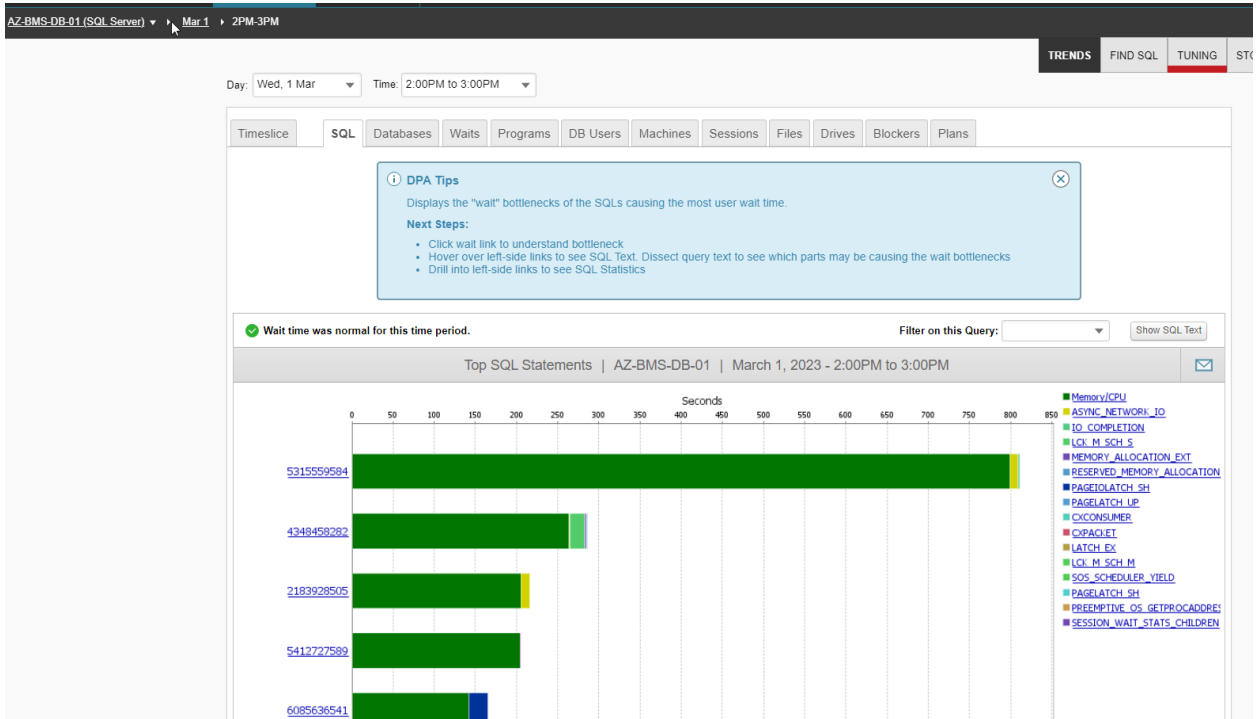 AZ-BMS-DB-01 (SQL Server) Mar 1 2PM-3PM
TRENDS FIND SQL TUNING STO
Day: Wed, 1 Mar Time: 2:00PM to 3:00PM
Timeslice SQL Databases Waits Programs DB Users Machines Sessions Files Drives Blockers Plans
DPA Tips
Displays the "wait" bottlenecks of the SQLs causing the most user wait time.
Next Steps:
• Click wait link to understand bottleneck
• Hover over left-side links to see SQL Text. Dissect query text to see which parts may be causing the wait bottlenecks
• Drill into left-side links to see SQL Statistics
Wait time was normal for this time period. Filter on this Query: Show SQL Text
Top SQL Statements | AZ-BMS-DB-01 | March 1, 2023 - 2:00PM to 3:00PM
Seconds
0 50 100 150 200 250 300 350 400 450 500 550 600 650 700 750 800 850
5315559584
4348458282
2183928505
5412727589
6085636541
Memory/CPU
ASYNC_NETWORK_IO
IO_COMPLETION
LCK_M_SCH_S
MEMORY_ALLOCATION_EXT
RESERVED_MEMORY_ALLOCATION
PAGEIOLATCH_SH
PAGELATCH_UP
CXCONSUMER
CXPACKET
LATCH_EX
LCK_M_SCH_M
SOS_SCHEDULER_YIELD
PAGELATCH_SH
PREEMPTIVE_OS_GETPROCADDRES
SESSION_WAIT_STATS_CHILDREN